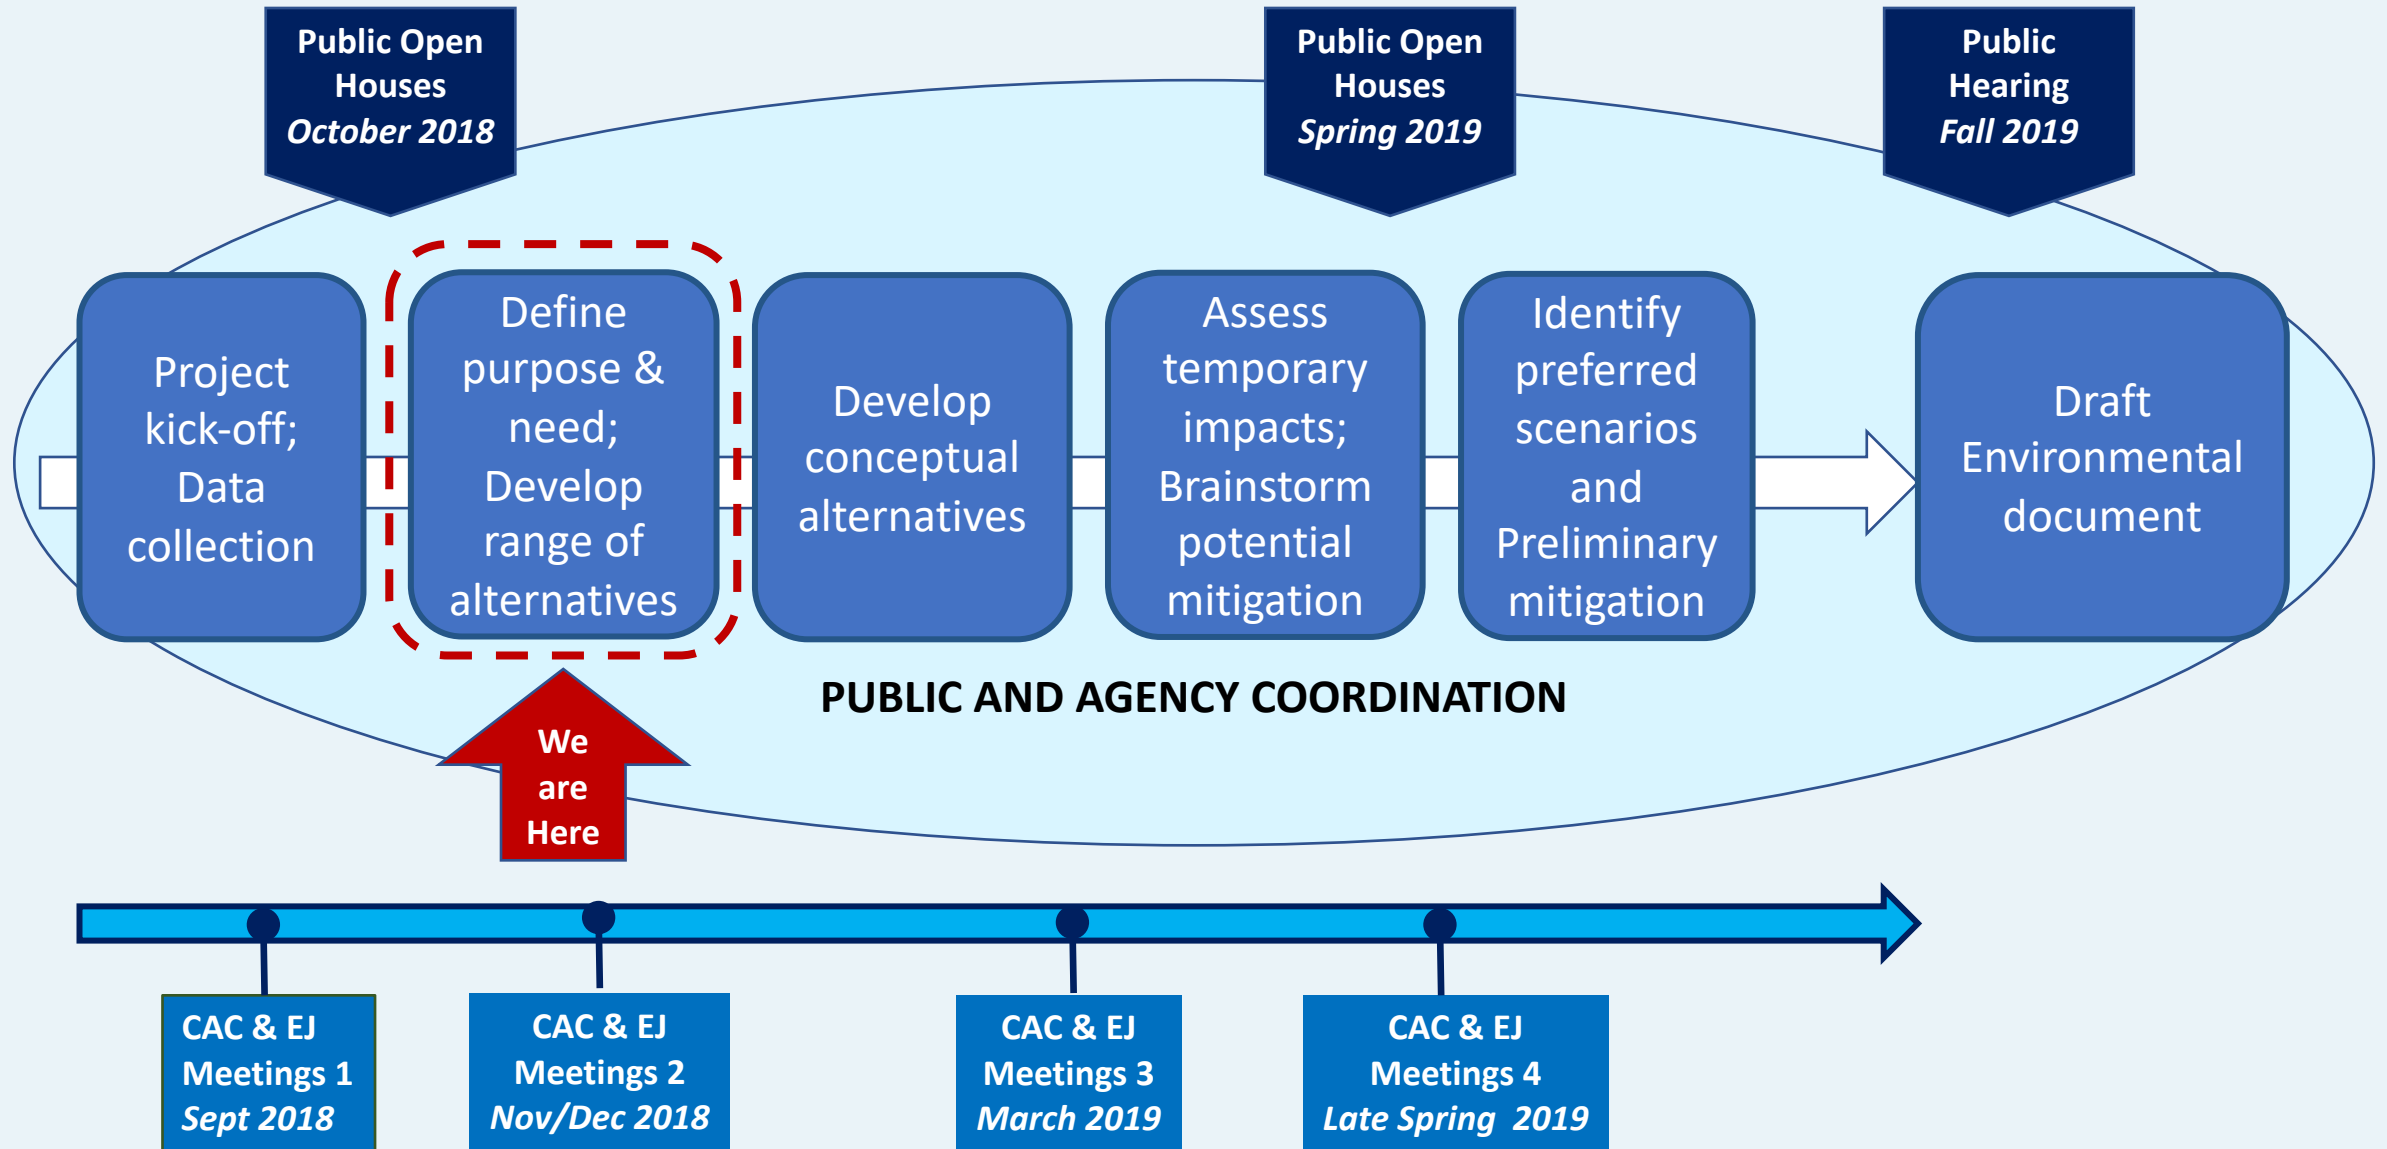 Public Open
Houses
October 2018
Public Open
Houses
Spring 2019
Public
Hearing
Fall 2019
Project
kick-off;
Data
collection
Define
purpose &
need;
Develop
range of
alternatives
Develop
conceptual
alternatives
Assess
temporary
impacts;
Brainstorm
potential
mitigation
Identify
preferred
scenarios
and
Preliminary
mitigation
Draft
Environmental
document
PUBLIC AND AGENCY COORDINATION
We
are
Here
CAC & EJ
Meetings 1
Sept 2018
CAC & EJ
Meetings 2
Nov/Dec 2018
CAC & EJ
Meetings 3
March 2019
CAC & EJ
Meetings 4
Late Spring 2019